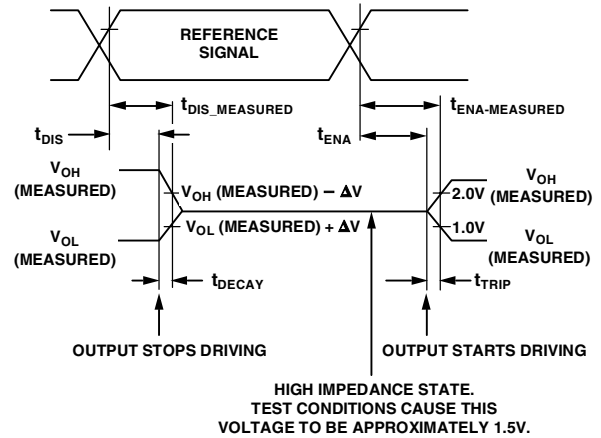 REFERENCE
SIGNAL
tDIS_MEASURED
tENA-MEASURED
tDIS
tENA
VOH
(MEASURED)
VOH (MEASURED) – ΔV
2.0V
VOH
(MEASURED)
VOL
(MEASURED)
VOL (MEASURED) + ΔV
1.0V
VOL
(MEASURED)
tDECAY
tTRIP
OUTPUT STOPS DRIVING
OUTPUT STARTS DRIVING
HIGH IMPEDANCE STATE.
TEST CONDITIONS CAUSE THIS
VOLTAGE TO BE APPROXIMATELY 1.5V.